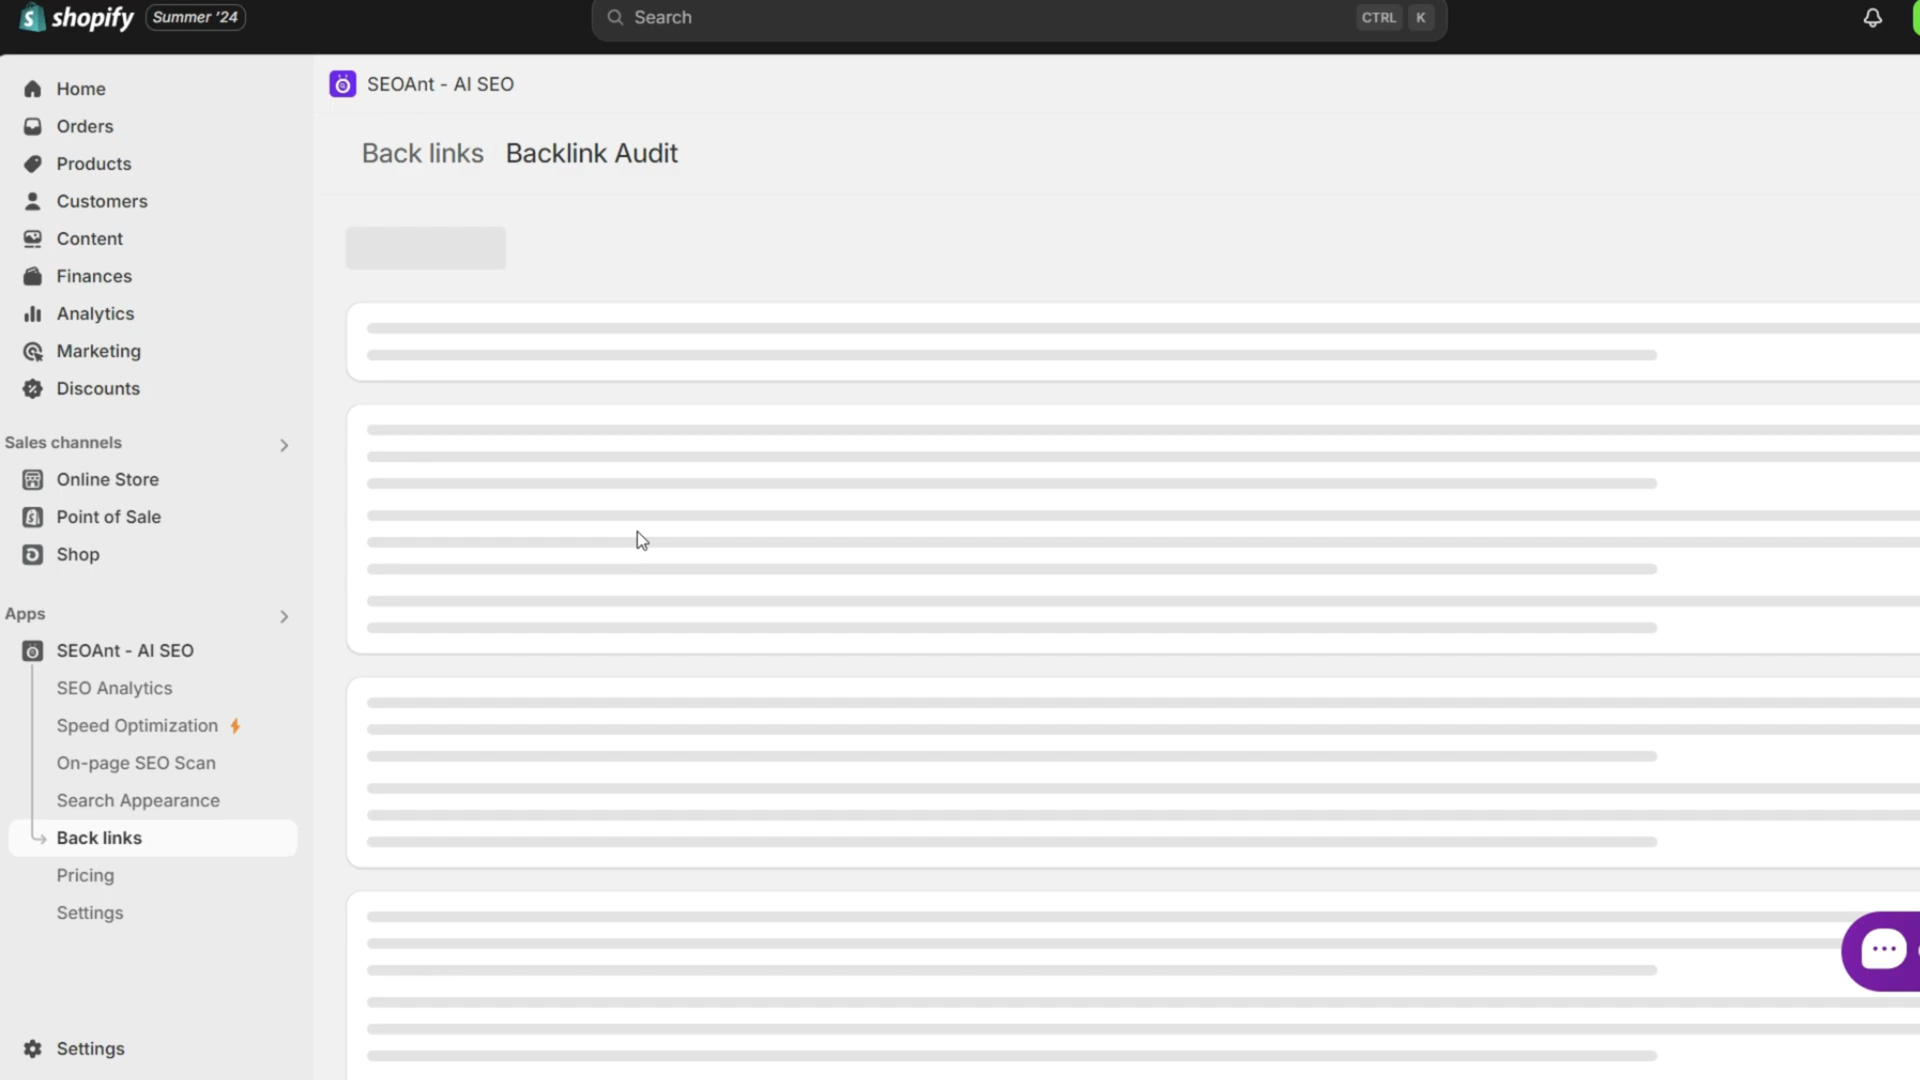 shopify Summer '24
Search CTRL K
Home
Orders
Products
Customers
Content
Finances
Analytics
Marketing
Discounts
Sales channels
Online Store
Point of Sale
Shop
Apps
SEOAnt - AI SEO
SEO Analytics
Speed Optimization
On-page SEO Scan
Search Appearance
Back links
Pricing
Settings
Settings
SEOAnt - AI SEO
Back links Backlink Audit